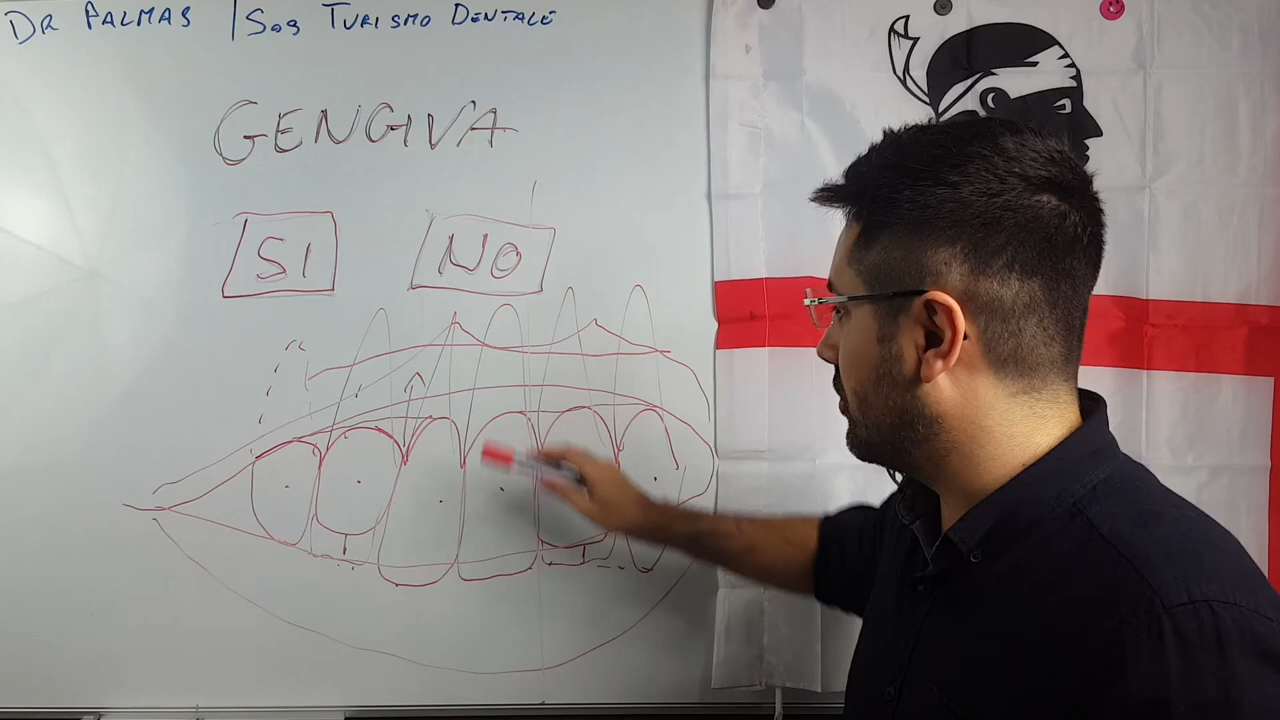 DR PALMAS | Sos TURISMO DENTALE
GENGIVA
SI NO